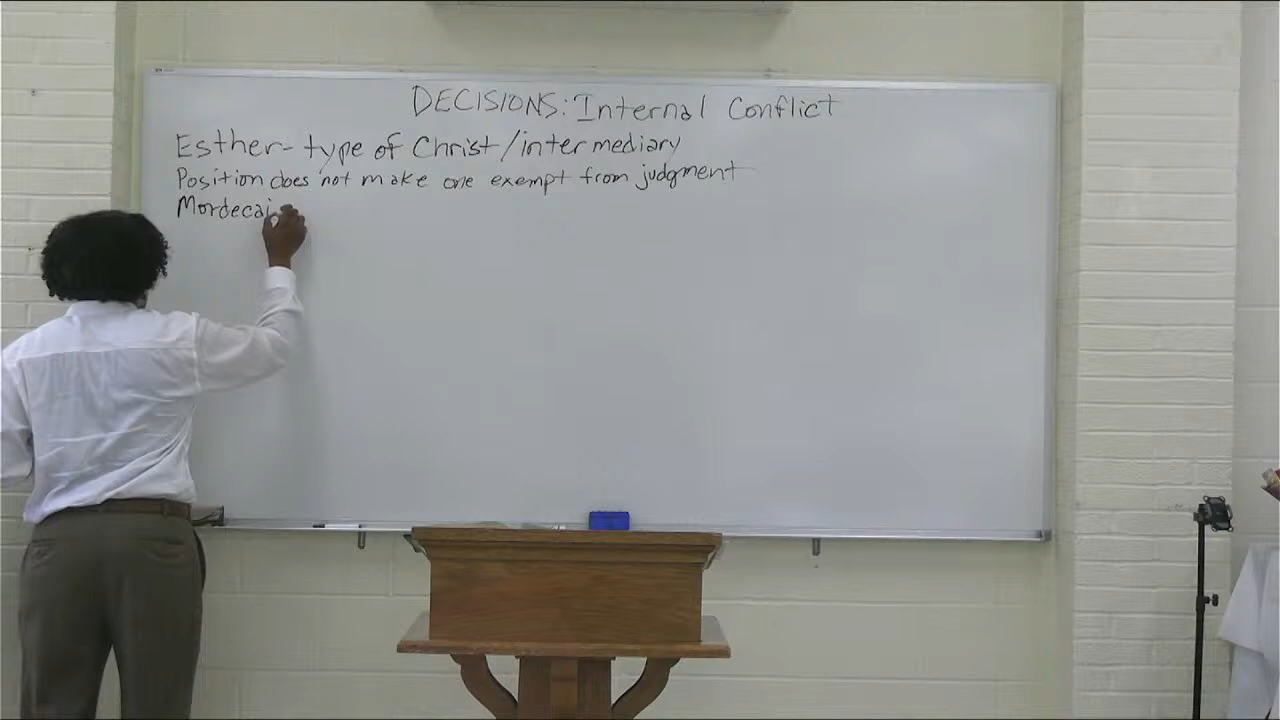 DECISIONS: Internal Conflict
Esther- type of Christ/intermediary
Position does not make one exempt from judgment
Mordecai